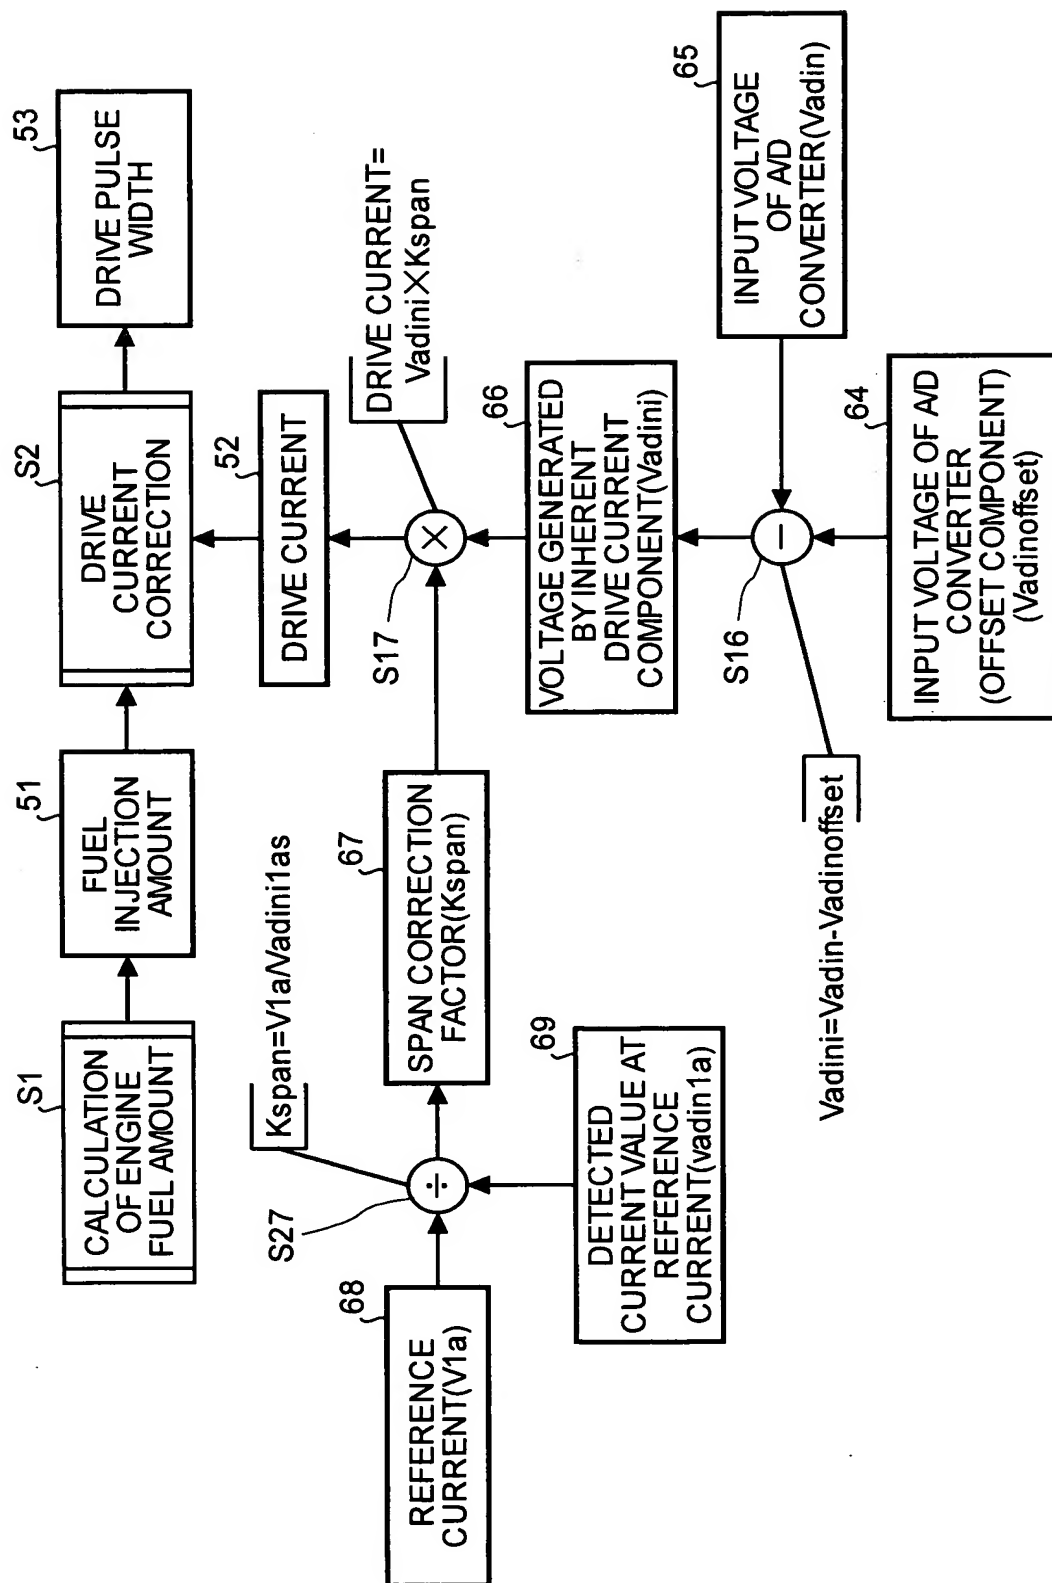 S1
CALCULATION
OF ENGINE
FUEL AMOUNT
51
FUEL
INJECTION
AMOUNT
S2
DRIVE
CURRENT
CORRECTION
53
DRIVE PULSE
WIDTH
52
DRIVE CURRENT
DRIVE CURRENT=
Vadini×Kspan
S17
×
Kspan=V1a/Vadini1as
68
REFERENCE
CURRENT(V1a)
S27
÷
67
SPAN CORRECTION
FACTOR(Kspan)
69
DETECTED
CURRENT VALUE AT
REFERENCE
CURRENT(vadin1a)
66
VOLTAGE GENERATED
BY INHERENT
DRIVE CURRENT
COMPONENT(Vadini)
65
INPUT VOLTAGE
OF A/D
CONVERTER(Vadin)
S16
−
Vadini=Vadin-Vadinoffset
64
INPUT VOLTAGE OF A/D
CONVERTER
(OFFSET COMPONENT)
(Vadinoffset)